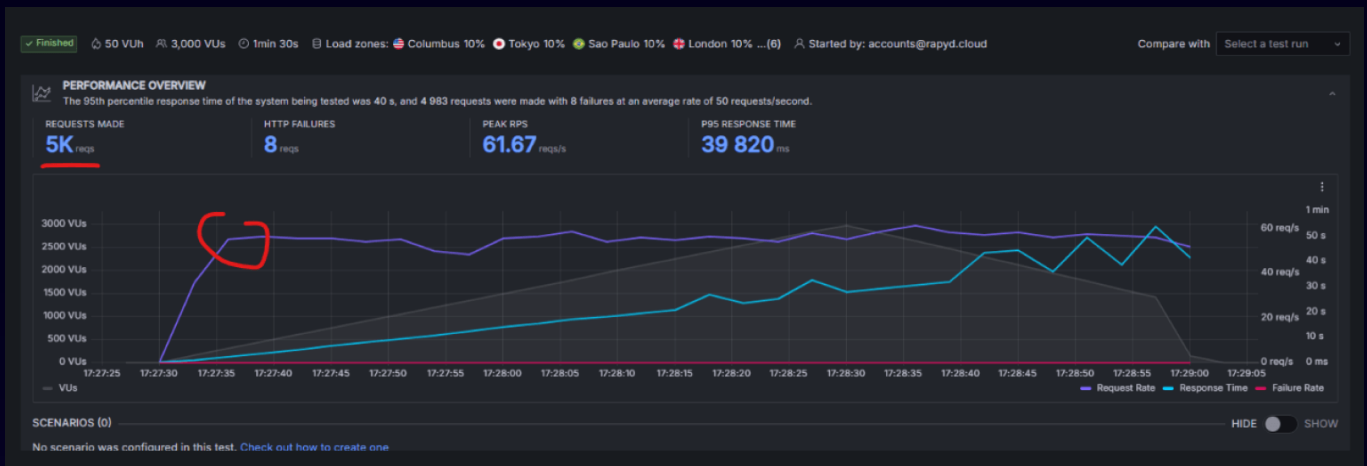 ✓ Finished 50 VUh 3,000 VUs 1min 30s Load zones: Columbus 10% Tokyo 10% Sao Paulo 10% London 10% ...(6) Started by: accounts@rapyd.cloud Compare with Select a test run
PERFORMANCE OVERVIEW
The 95th percentile response time of the system being tested was 40 s, and 4 983 requests were made with 8 failures at an average rate of 50 requests/second.
REQUESTS MADE HTTP FAILURES PEAK RPS P95 RESPONSE TIME
5K reqs 8 reqs 61.67 reqs/s 39 820 ms
1 min
3000 VUs 60 req/s 50 s
2500 VUs
2000 VUs 40 req/s 40 s
1500 VUs 30 s
1000 VUs 20 req/s 20 s
500 VUs 10 s
0 VUs 0 req/s 0 ms
17:27:25 17:27:30 17:27:35 17:27:40 17:27:45 17:27:50 17:27:55 17:28:00 17:28:05 17:28:10 17:28:15 17:28:20 17:28:25 17:28:30 17:28:35 17:28:40 17:28:45 17:28:50 17:28:55 17:29:00 17:29:05
VUs Request Rate Response Time Failure Rate
SCENARIOS (0) HIDE SHOW
No scenario was configured in this test. Check out how to create one